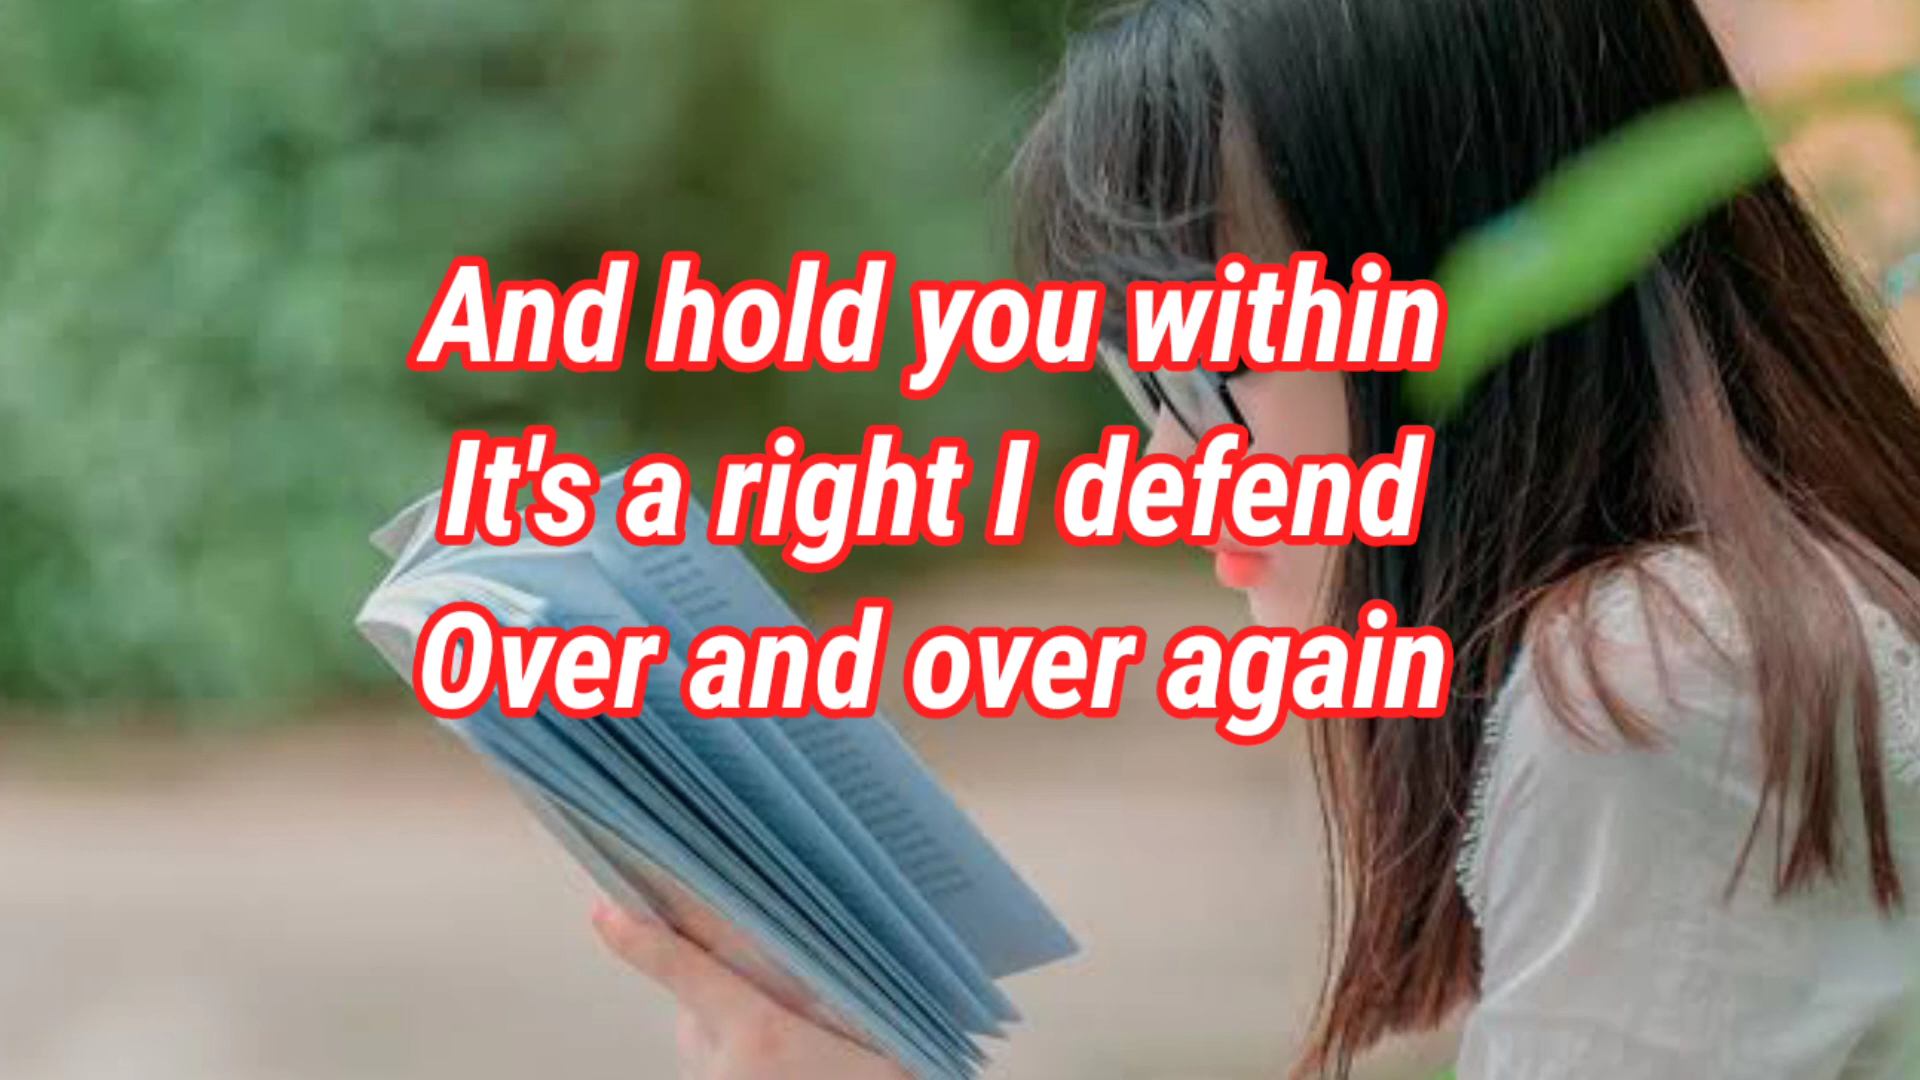 And hold you within
It's a right I defend
Over and over again